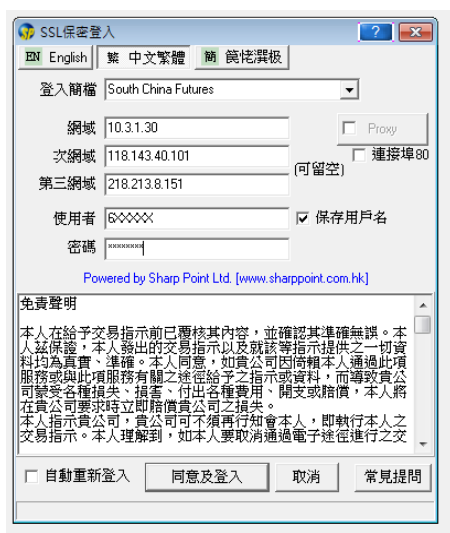 SSL保密登入
EN English 繁 中文繁體 簡 篊恅潠极
登入簡檔 South China Futures
網域 10.3.1.30 Proxy
次網域 118.143.40.101 (可留空) 連接埠80
第三網域 218.213.8.151
使用者 6XXXXX 保存用戶名
密碼 ********
Powered by Sharp Point Ltd. [www.sharppoint.com.hk]
免責聲明
本人在給予交易指示前已覆核其內容，並確認其準確無誤。本
人茲保證，本人發出的交易指示以及就該等指示提供之一切資
料均為真實、準確。本人同意，如貴公司因倚賴本人通過此項
服務或與此項服務有關之途徑給予之指示或資料，而導致貴公
司蒙受各種損失、損害、付出各種費用、開支或賠償，本人將
在貴公司要求時立即賠償貴公司之損失。
本人指示貴公司，貴公司可不須再行知會本人，即執行本人之
交易指示。本人理解到，如本人要取消通過電子途徑進行之交
自動重新登入 同意及登入 取消 常見提問